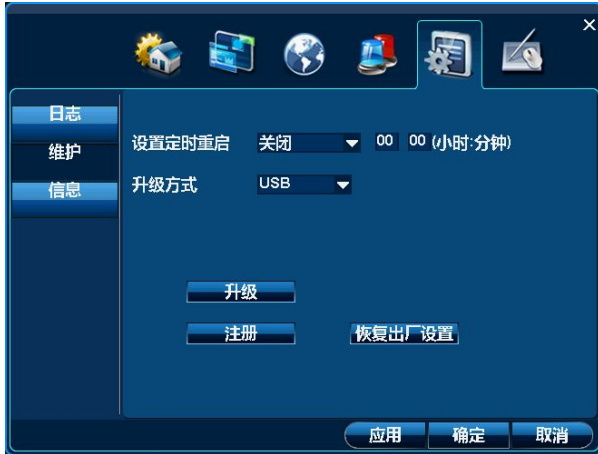 ×
日志
维护
信息
设置定时重启 关闭 00 00 (小时:分钟)
升级方式 USB
升级
注册 恢复出厂设置
应用 确定 取消